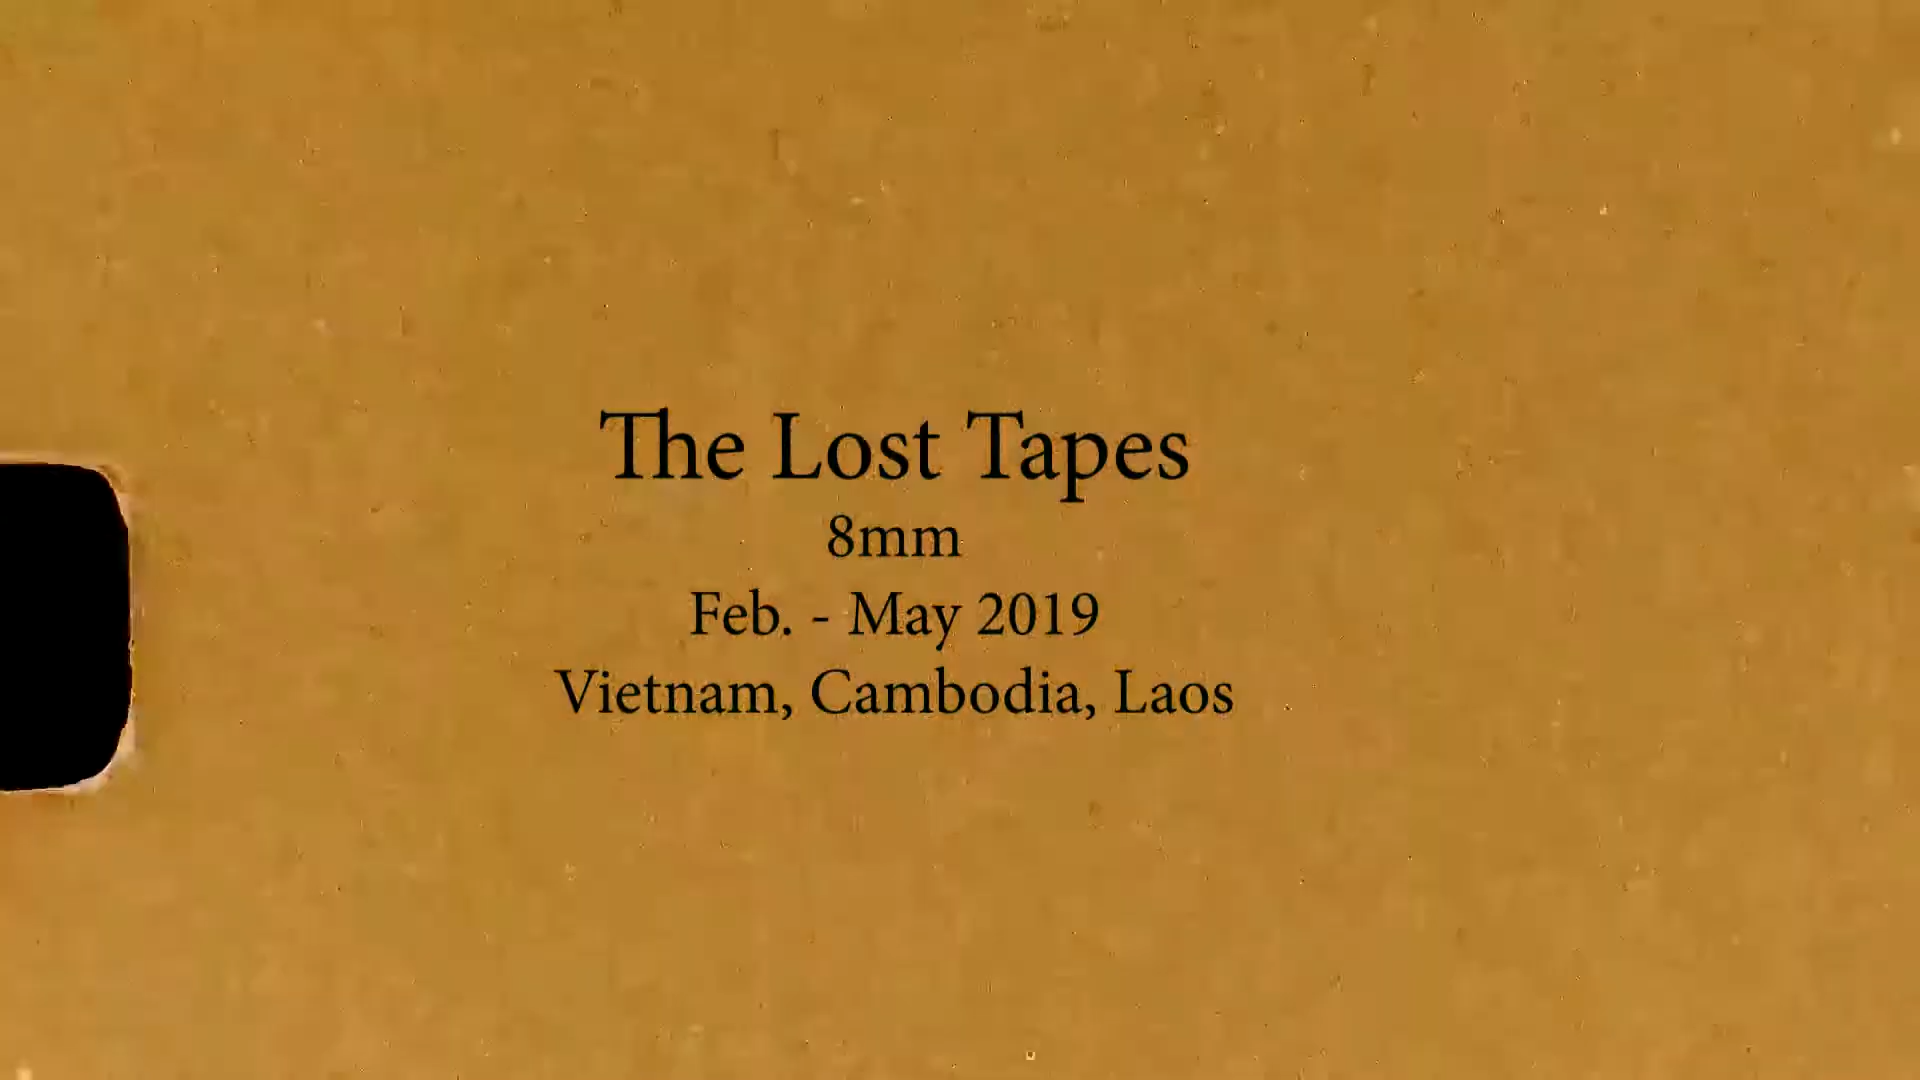 The Lost Tapes
8mm
Feb. - May 2019
Vietnam, Cambodia, Laos